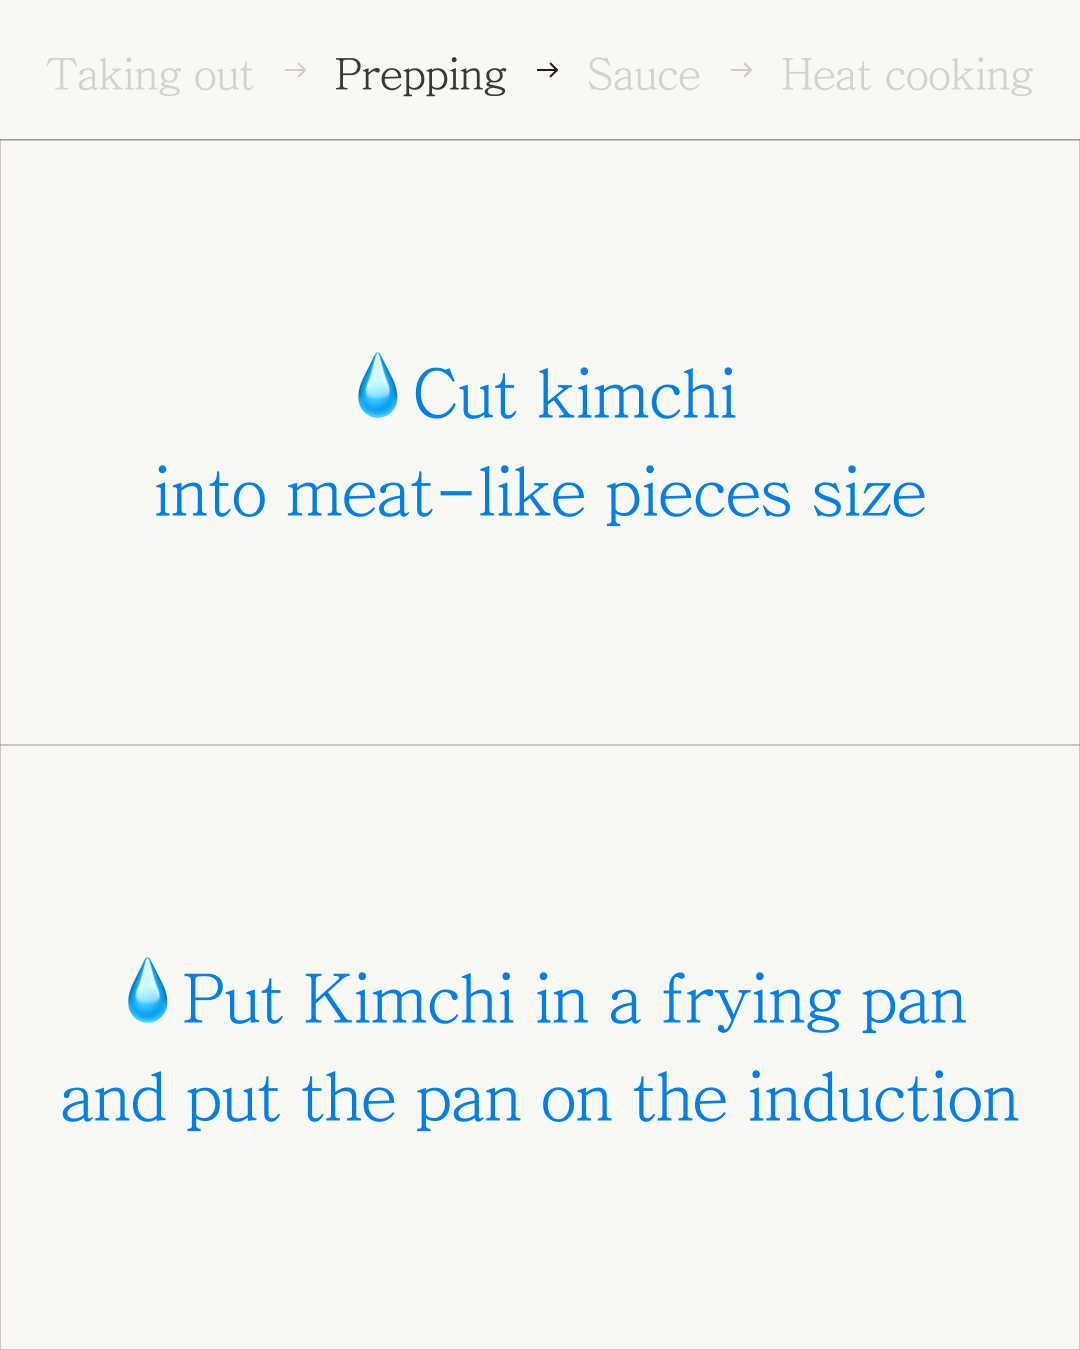 Taking out → Prepping → Sauce → Heat cooking
💧Cut kimchi
into meat-like pieces size
💧Put Kimchi in a frying pan
and put the pan on the induction